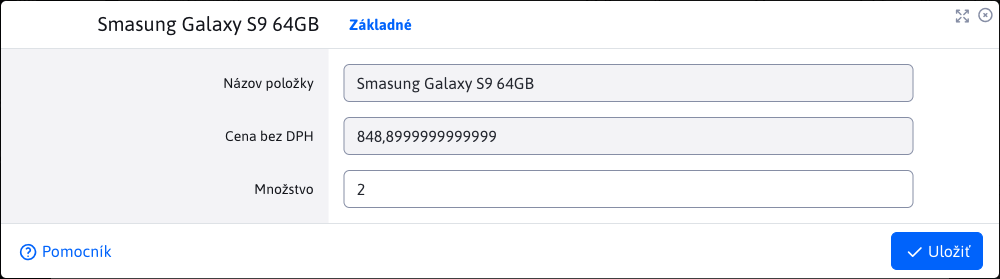 Smasung Galaxy S9 64GB Základné
Názov položky Smasung Galaxy S9 64GB
Cena bez DPH 848,8999999999999
Množstvo 2
Pomocník Uložiť